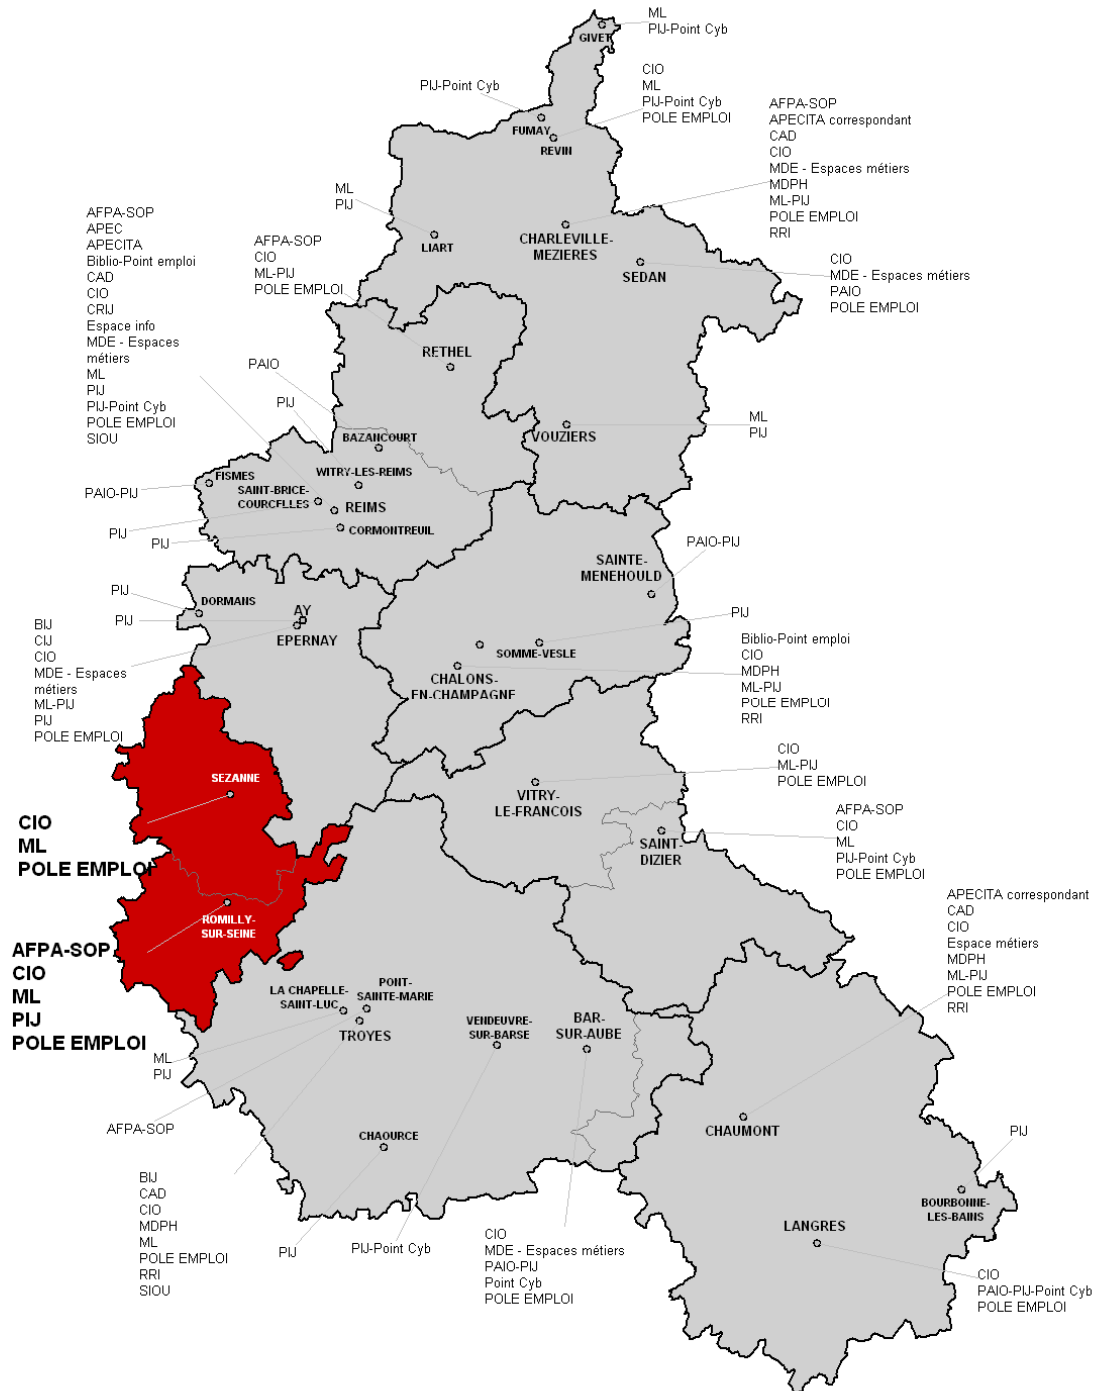 ML
PIJ-Point Cyb
GIVET
CIO
ML
PIJ-Point Cyb
POLE EMPLOI
PIJ-Point Cyb
FUMAY
REVIN
AFPA-SOP
APECITA correspondant
CAD
CIO
MDE - Espaces métiers
MDPH
ML-PIJ
POLE EMPLOI
RRI
ML
PIJ
LIART
CHARLEVILLE-
MEZIERES
SEDAN
CIO
MDE - Espaces métiers
PAIO
POLE EMPLOI
AFPA-SOP
APEC
APECITA
Biblio-Point emploi
CAD
CIO
CRIJ
Espace info
MDE - Espaces
métiers
ML
PIJ
PIJ-Point Cyb
POLE EMPLOI
SIOU
AFPA-SOP
CIO
ML-PIJ
POLE EMPLOI
RETHEL
PAIO
PIJ
BAZANCOURT
VOUZIERS
ML
PIJ
WITRY-LES-REIMS
FISMES
SAINT-BRICE-
COURCELLES
REIMS
CORMONTREUIL
PAIO-PIJ
PIJ
PIJ
PAIO-PIJ
SAINTE-
MENEHOULD
PIJ
DORMANS
PIJ
AY
EPERNAY
BIJ
CIJ
CIO
MDE - Espaces
métiers
ML-PIJ
PIJ
POLE EMPLOI
PIJ
SOMME-VESLE
CHALONS-
EN-CHAMPAGNE
Biblio-Point emploi
CIO
MDPH
ML-PIJ
POLE EMPLOI
RRI
SEZANNE
CIO
ML
POLE EMPLOI
VITRY-
LE-FRANCOIS
CIO
ML-PIJ
POLE EMPLOI
SAINT-
DIZIER
AFPA-SOP
CIO
ML
PIJ-Point Cyb
POLE EMPLOI
ROMILLY-
SUR-SEINE
AFPA-SOP
CIO
ML
PIJ
POLE EMPLOI
APECITA correspondant
CAD
CIO
Espace métiers
MDPH
ML-PIJ
POLE EMPLOI
RRI
LA CHAPELLE-
SAINT-LUC
PONT-
SAINTE-MARIE
TROYES
VENDEUVRE-
SUR-BARSE
BAR-
SUR-AUBE
ML
PIJ
AFPA-SOP
CHAOURCE
CHAUMONT
PIJ
BOURBONNE-
LES-BAINS
LANGRES
BIJ
CAD
CIO
MDPH
ML
POLE EMPLOI
RRI
SIOU
PIJ
PIJ-Point Cyb
CIO
MDE - Espaces métiers
PAIO-PIJ
Point Cyb
POLE EMPLOI
CIO
PAIO-PIJ-Point Cyb
POLE EMPLOI